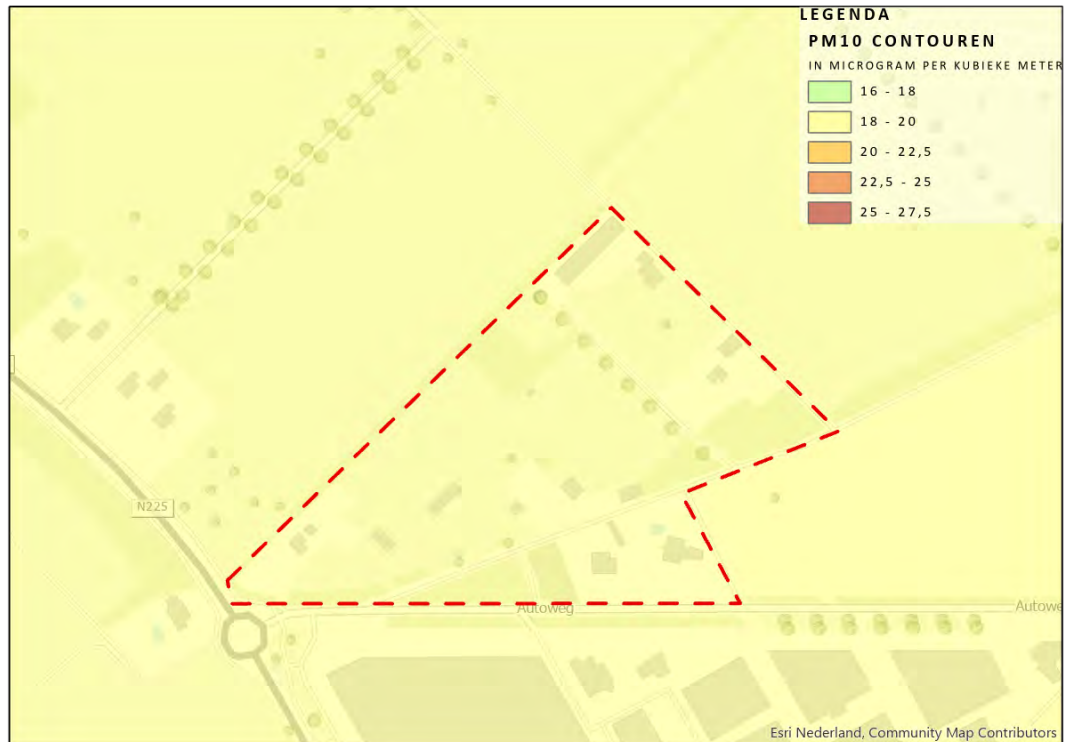 LEGENDA
PM10 CONTOUREN
IN MICROGRAM PER KUBIEKE METER
16 - 18
18 - 20
20 - 22,5
22,5 - 25
25 - 27,5
N225
Autoweg
Autowe
Esri Nederland, Community Map Contributors